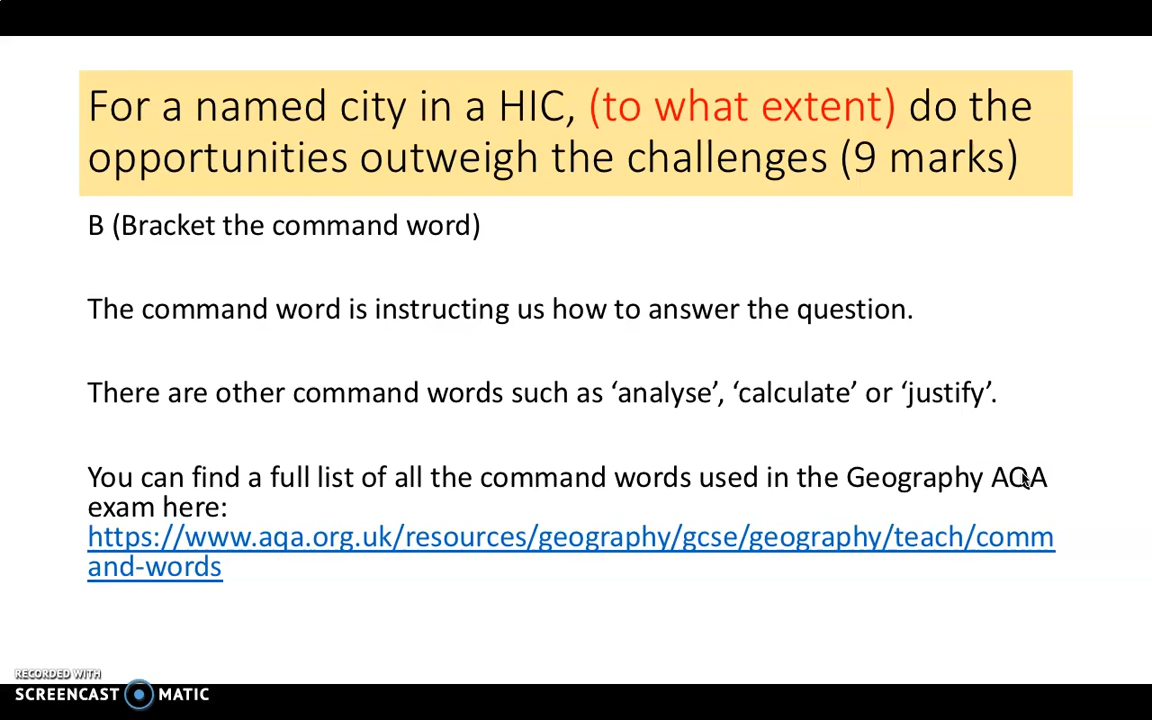 For a named city in a HIC, (to what extent) do the
opportunities outweigh the challenges (9 marks)
B (Bracket the command word)
The command word is instructing us how to answer the question.
There are other command words such as ‘analyse’, ‘calculate’ or ‘justify’.
You can find a full list of all the command words used in the Geography AQA
exam here:
https://www.aqa.org.uk/resources/geography/gcse/geography/teach/comm
and-words
RECORDED WITH
SCREENCAST MATIC